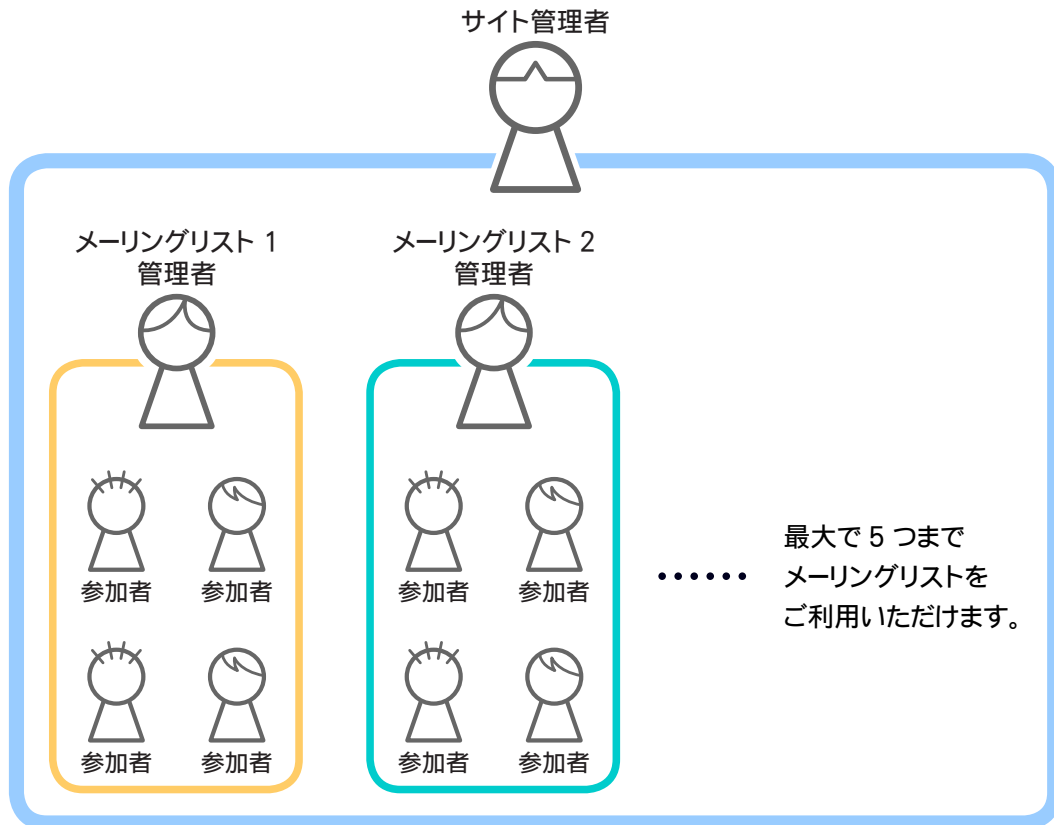 サイト管理者
メーリングリスト 1
管理者
メーリングリスト 2
管理者
参加者
参加者
参加者
参加者
参加者
参加者
参加者
参加者
最大で 5 つまで
メーリングリストを
ご利用いただけます。